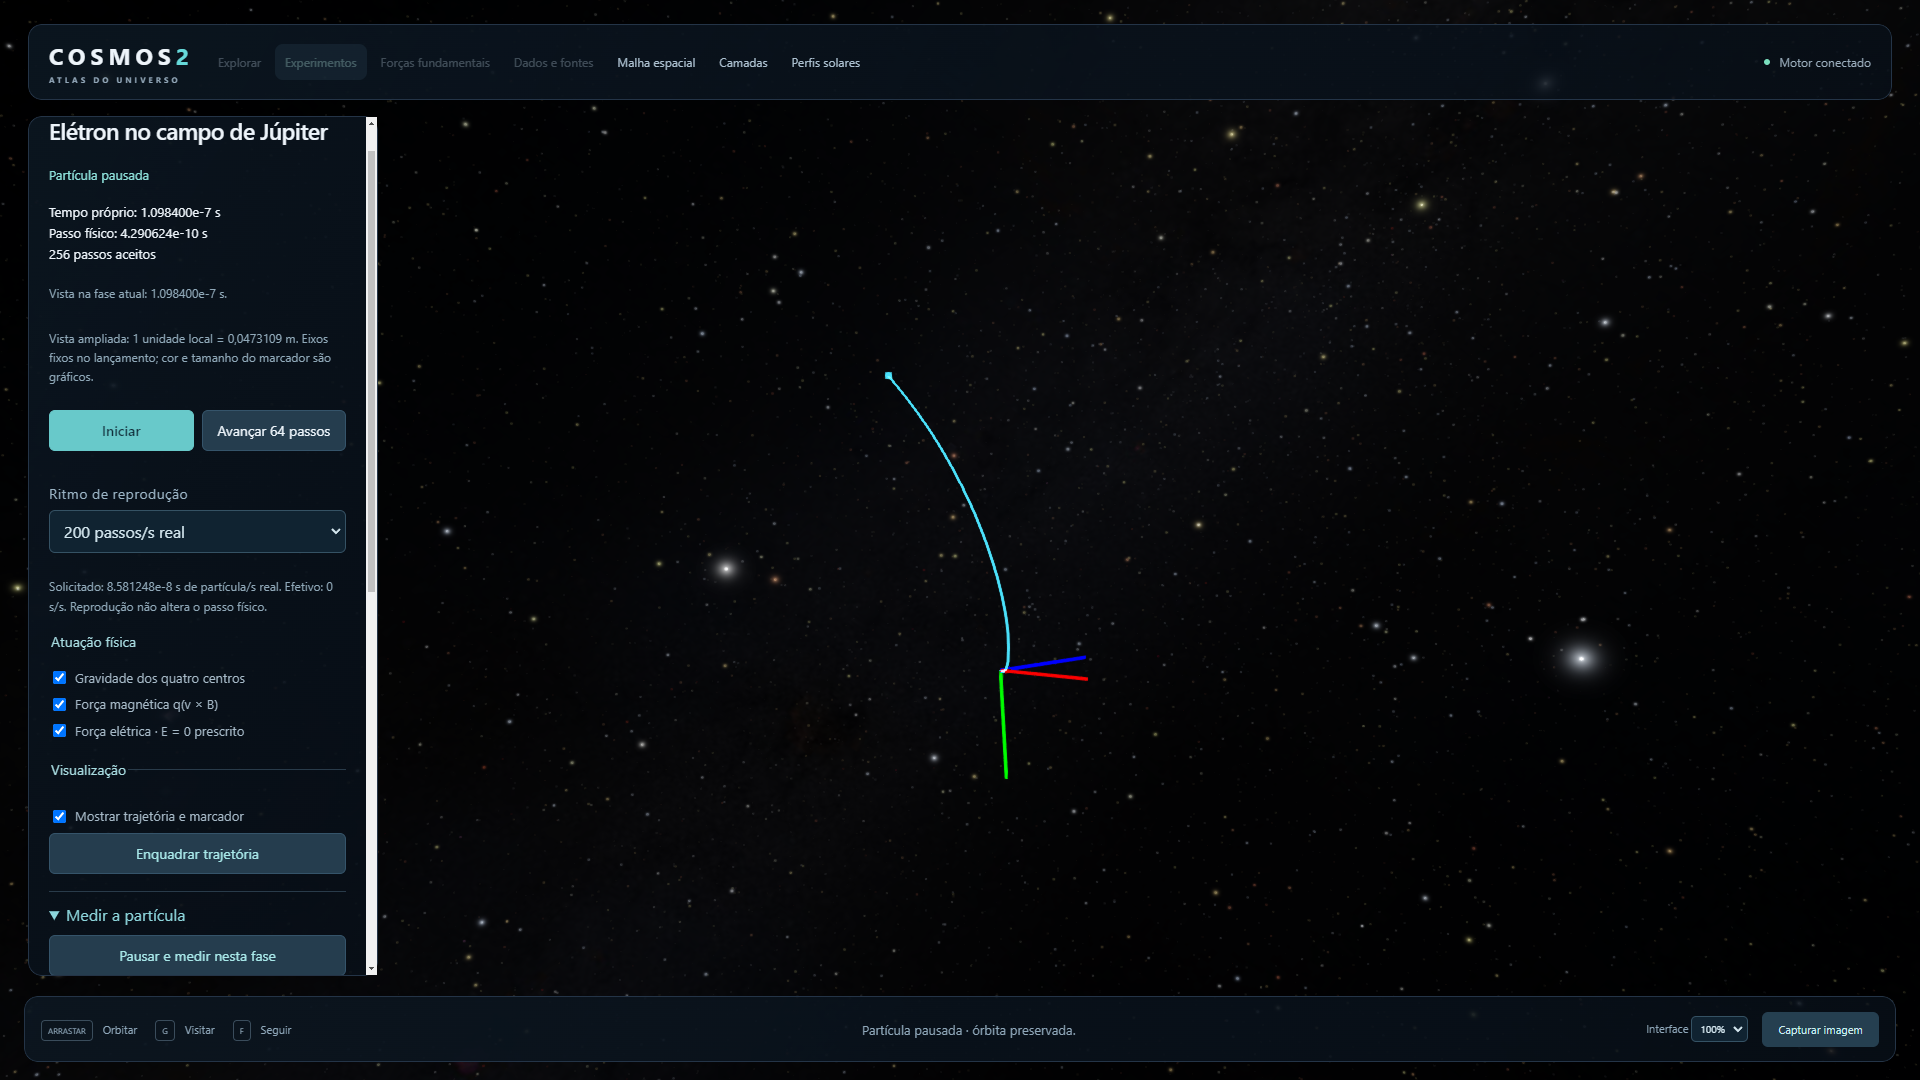 COSMOS2
ATLAS DO UNIVERSO
Explorar
Experimentos
Forças fundamentais
Dados e fontes
Malha espacial
Camadas
Perfis solares
Motor conectado
Elétron no campo de Júpiter
Partícula pausada
Tempo próprio: 1.098400e-7 s
Passo físico: 4.290624e-10 s
256 passos aceitos
Vista na fase atual: 1.098400e-7 s.
Vista ampliada: 1 unidade local = 0,0473109 m. Eixos
fixos no lançamento; cor e tamanho do marcador são
gráficos.
Iniciar
Avançar 64 passos
Ritmo de reprodução
200 passos/s real
Solicitado: 8.581248e-8 s de partícula/s real. Efetivo: 0
s/s. Reprodução não altera o passo físico.
Atuação física
Gravidade dos quatro centros
Força magnética q(v × B)
Força elétrica · E = 0 prescrito
Visualização
Mostrar trajetória e marcador
Enquadrar trajetória
▼ Medir a partícula
Pausar e medir nesta fase
ARRASTAR Orbitar
G Visitar
F Seguir
Partícula pausada · órbita preservada.
Interface 100%
Capturar imagem